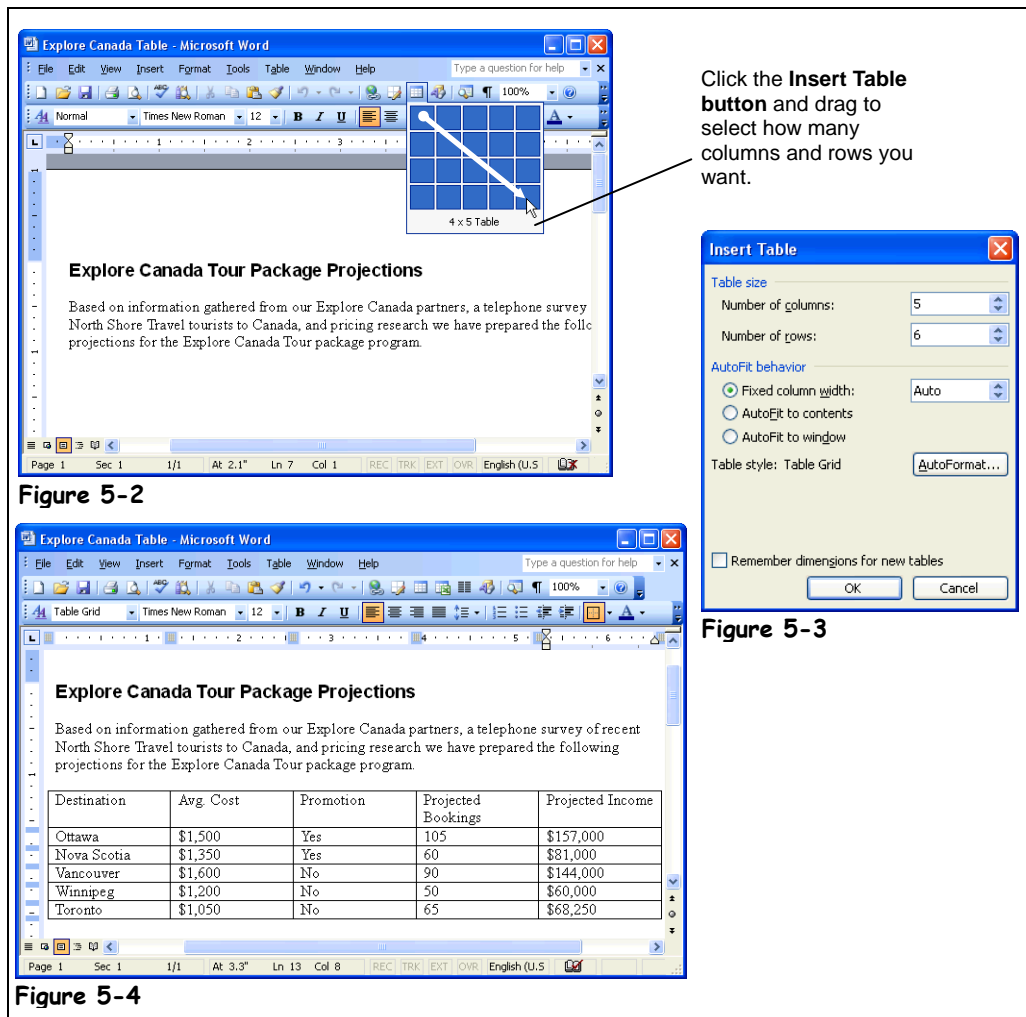 Explore Canada Table - Microsoft Word
File Edit View Insert Format Tools Table Window Help Type a question for help
100%
Normal Times New Roman 12 B I U A
1 2 3
4 x 5 Table
Explore Canada Tour Package Projections
Based on information gathered from our Explore Canada partners, a telephone survey
North Shore Travel tourists to Canada, and pricing research we have prepared the follc
projections for the Explore Canada Tour package program.
Page 1 Sec 1 1/1 At 2.1" Ln 7 Col 1 REC TRK EXT OVR English (U.S
Figure 5-2
Click the Insert Table
button and drag to
select how many
columns and rows you
want.
Insert Table
Table size
Number of columns: 5
Number of rows: 6
AutoFit behavior
Fixed column width: Auto
AutoFit to contents
AutoFit to window
Table style: Table Grid AutoFormat...
Remember dimensions for new tables
OK Cancel
Figure 5-3
Explore Canada Table - Microsoft Word
File Edit View Insert Format Tools Table Window Help Type a question for help
100%
Table Grid Times New Roman 12 B I U A
1 2 3 4 5 6
Explore Canada Tour Package Projections
Based on information gathered from our Explore Canada partners, a telephone survey of recent
North Shore Travel tourists to Canada, and pricing research we have prepared the following
projections for the Explore Canada Tour package program.
Destination Avg. Cost Promotion Projected Bookings Projected Income
Ottawa $1,500 Yes 105 $157,000
Nova Scotia $1,350 Yes 60 $81,000
Vancouver $1,600 No 90 $144,000
Winnipeg $1,200 No 50 $60,000
Toronto $1,050 No 65 $68,250
Page 1 Sec 1 1/1 At 3.3" Ln 13 Col 8 REC TRK EXT OVR English (U.S
Figure 5-4